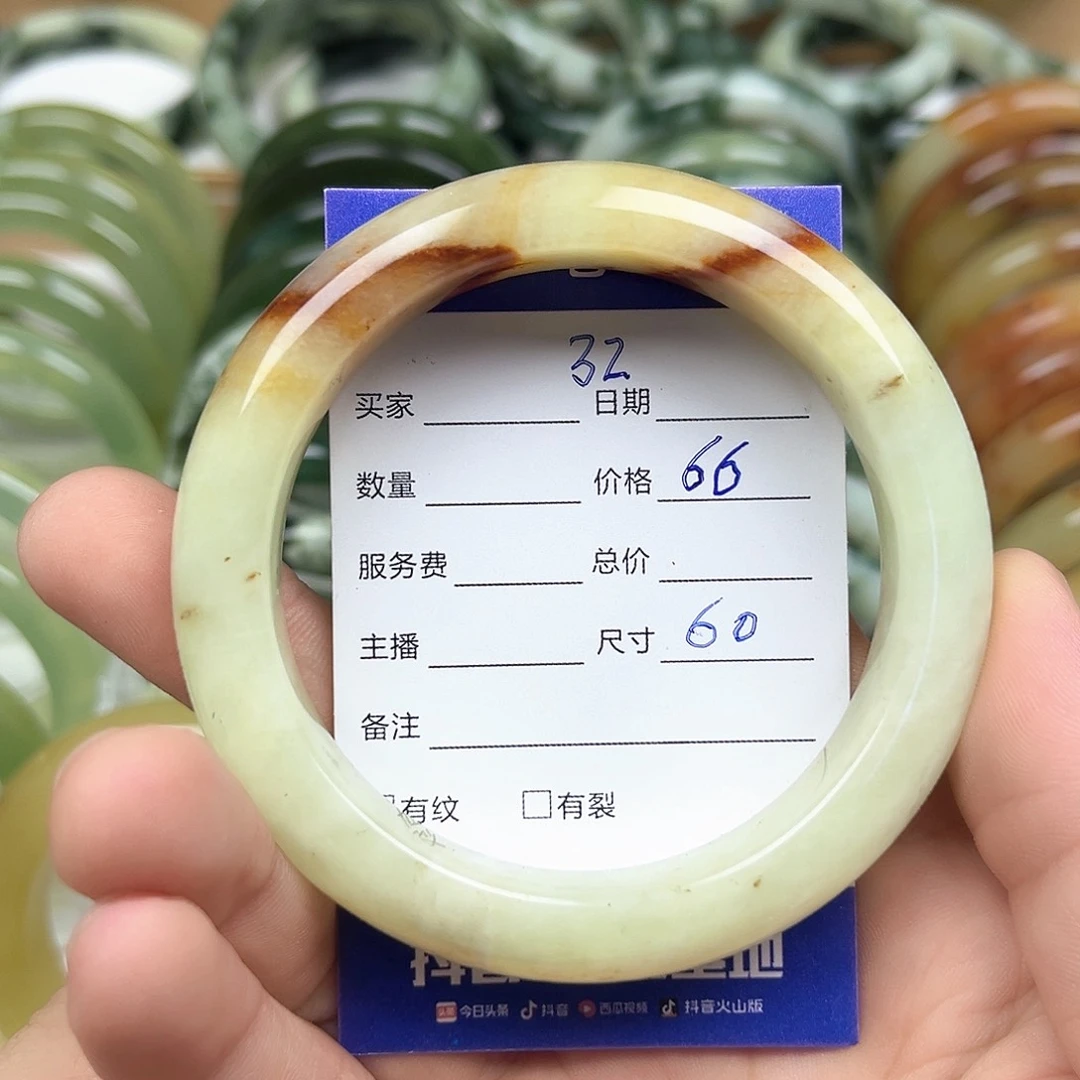 32
买家 日期
数量 价格 66
服务费 总价
主播 尺寸 60
备注
有纹 有裂
今日头条 抖音 西瓜视频 抖音火山版